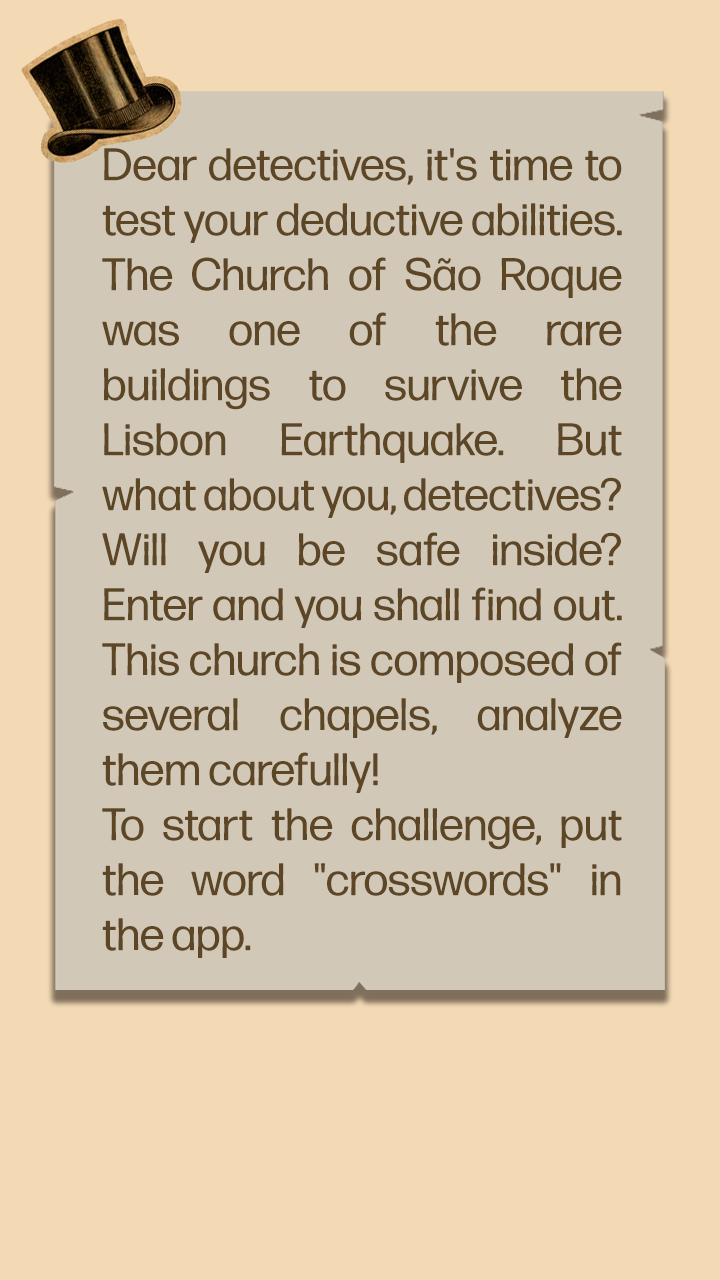 Dear detectives, it's time to
test your deductive abilities.
The Church of São Roque
was one of the rare
buildings to survive the
Lisbon Earthquake. But
what about you, detectives?
Will you be safe inside?
Enter and you shall find out.
This church is composed of
several chapels, analyze
them carefully!
To start the challenge, put
the word "crosswords" in
the app.